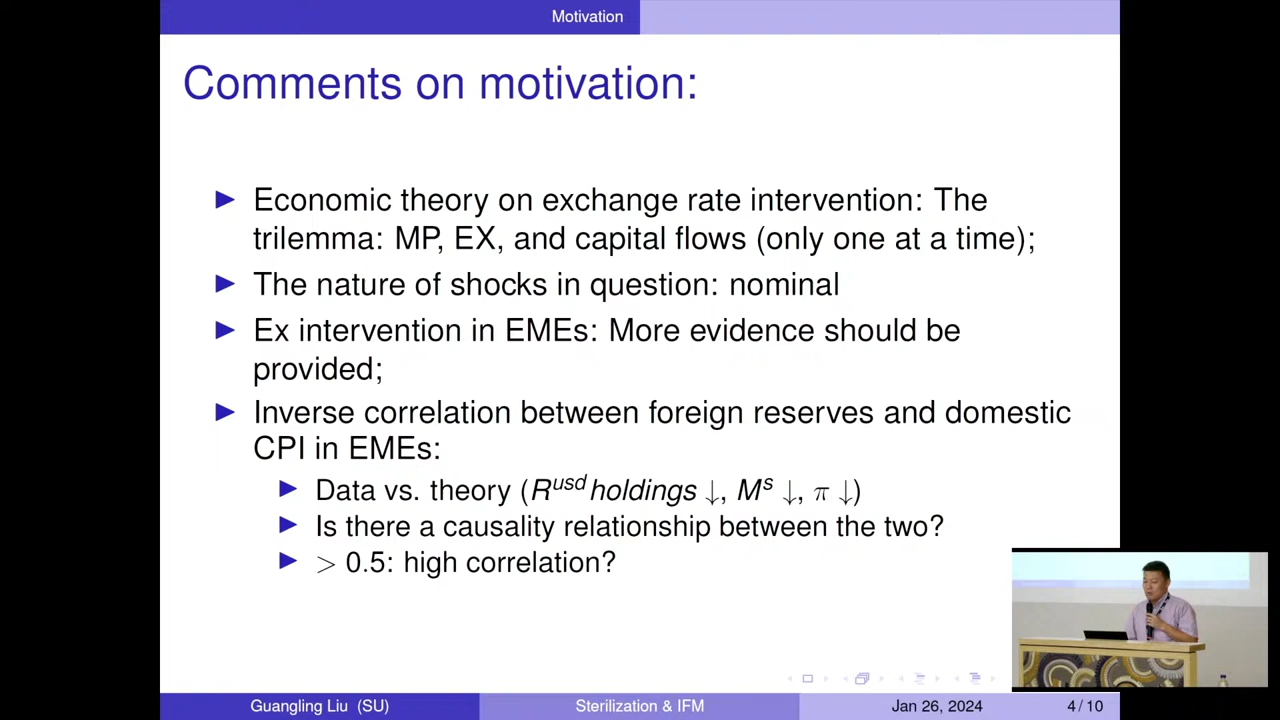 Motivation
Comments on motivation:
▶ Economic theory on exchange rate intervention: The
trilemma: MP, EX, and capital flows (only one at a time);
▶ The nature of shocks in question: nominal
▶ Ex intervention in EMEs: More evidence should be
provided;
▶ Inverse correlation between foreign reserves and domestic
CPI in EMEs:
▶ Data vs. theory (R^usd holdings ↓, M^s ↓, π ↓)
▶ Is there a causality relationship between the two?
▶ > 0.5: high correlation?
Guangling Liu (SU) Sterilization & IFM Jan 26, 2024 4 / 10